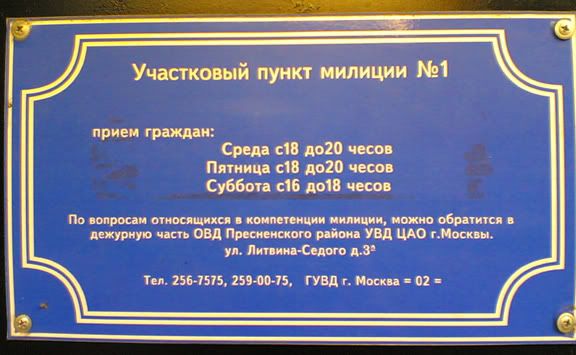 Участковый пункт милиции №1
прием граждан:
Среда с18 до20 чесов
Пятница с18 до20 чесов
Суббота с16 до18 чесов
По вопросам относящихся в компетенции милиции, можно обратится в
дежурную часть ОВД Пресненского района УВД ЦАО г.Москвы.
ул. Литвина-Седого д.3ª
Тел. 256-7575, 259-00-75, ГУВД г. Москва = 02 =